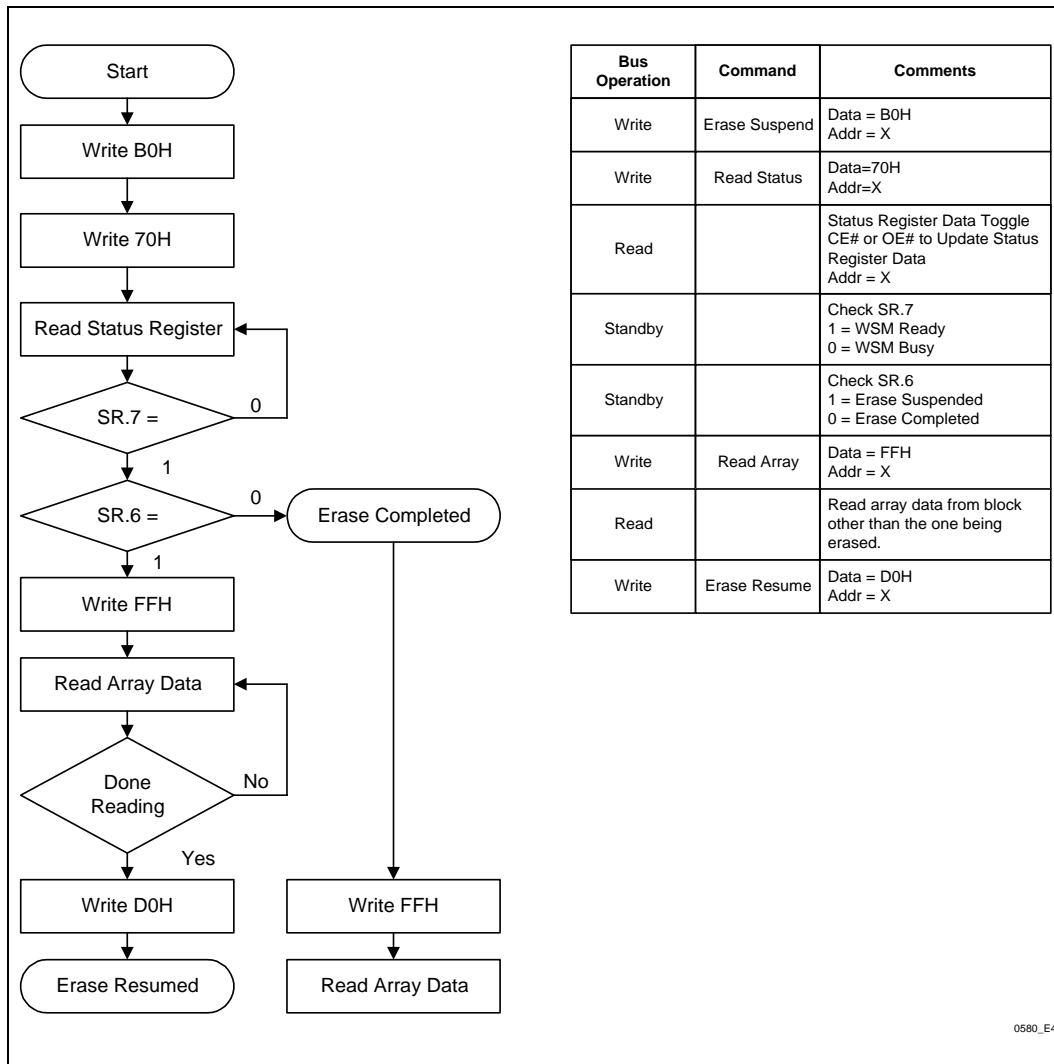 Start
Write B0H
Write 70H
Read Status Register
SR.7 =
0
1
SR.6 =
0
Erase Completed
1
Write FFH
Read Array Data
Done
Reading
No
Yes
Write D0H
Write FFH
Erase Resumed
Read Array Data
Bus
Operation
Command
Comments
Write
Erase Suspend
Data = B0H
Addr = X
Write
Read Status
Data=70H
Addr=X
Read
Status Register Data Toggle
CE# or OE# to Update Status
Register Data
Addr = X
Standby
Check SR.7
1 = WSM Ready
0 = WSM Busy
Standby
Check SR.6
1 = Erase Suspended
0 = Erase Completed
Write
Read Array
Data = FFH
Addr = X
Read
Read array data from block
other than the one being
erased.
Write
Erase Resume
Data = D0H
Addr = X
0580_E4